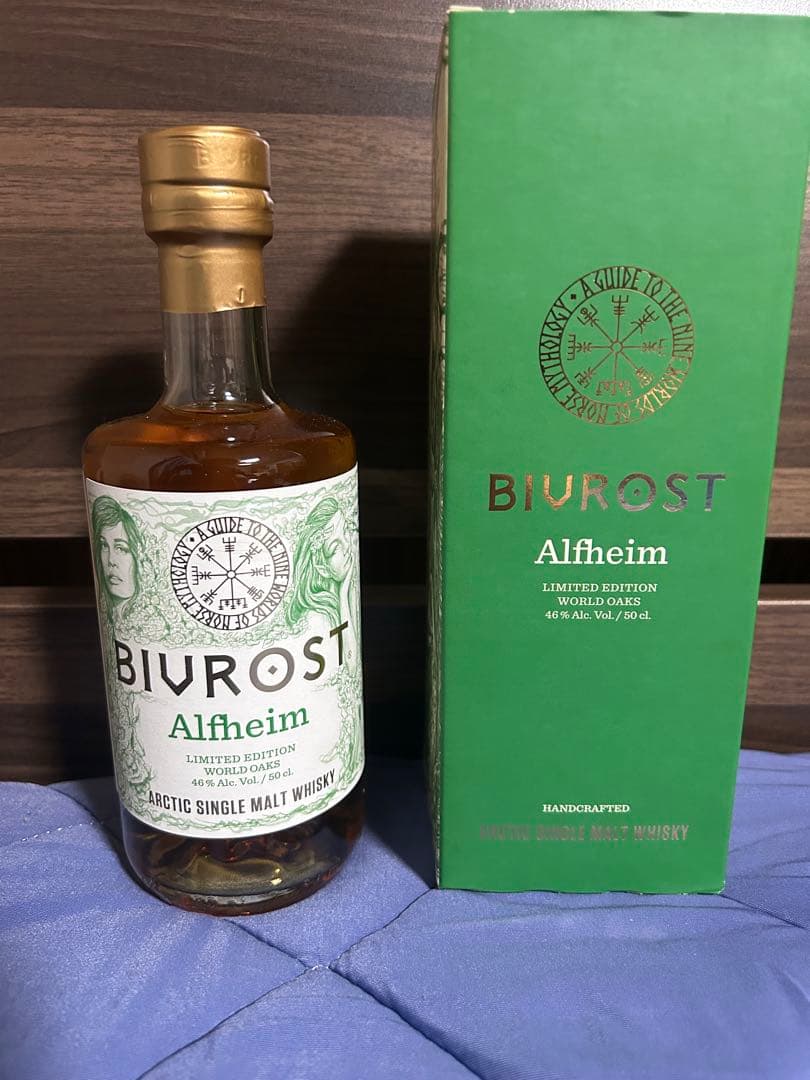 A GUIDE TO THE NINE WORLDS OF NORSE MYTHOLOGY
BIVROST
Alfheim
LIMITED EDITION
WORLD OAKS
46% Alc. Vol. / 50 cl.
ARCTIC SINGLE MALT WHISKY
A GUIDE TO THE NINE WORLDS OF NORSE MYTHOLOGY
BIVROST
Alfheim
LIMITED EDITION
WORLD OAKS
46% Alc. Vol. / 50 cl.
HANDCRAFTED
ARCTIC SINGLE MALT WHISKY